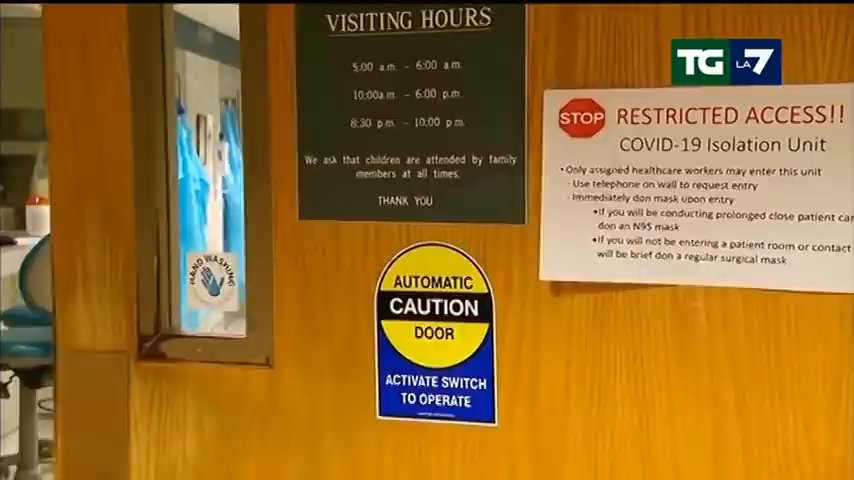 VISITING HOURS
5:00 a.m. - 6:00 a.m.
10:00a.m. - 6:00 p.m.
8:30 p.m. - 10:00 p.m.
We ask that children are attended by family
members at all times.
THANK YOU
TG LA 7
STOP RESTRICTED ACCESS!!
COVID-19 Isolation Unit
• Only assigned healthcare workers may enter this unit
- Use telephone on wall to request entry
- Immediately don mask upon entry
• If you will be conducting prolonged close patient car
don an N95 mask
• If you will not be entering a patient room or contact
will be brief don a regular surgical mask
HAND WASHING
AUTOMATIC
CAUTION
DOOR
ACTIVATE SWITCH
TO OPERATE